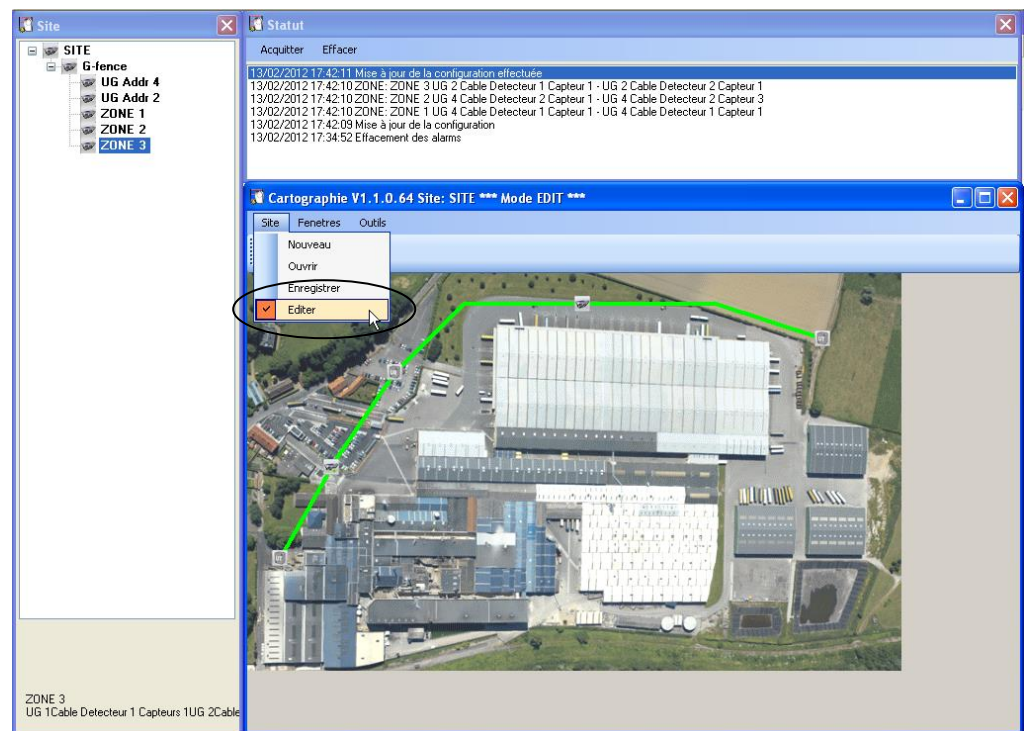 Site
SITE
G-fence
UG Addr 4
UG Addr 2
ZONE 1
ZONE 2
ZONE 3
ZONE 3
UG 1Cable Detecteur 1 Capteurs 1UG 2Cable
Statut
Acquitter Effacer
13/02/2012 17:42:11 Mise à jour de la configuration effectuée
13/02/2012 17:42:10 ZONE: ZONE 3 UG 2 Cable Detecteur 1 Capteur 1 - UG 2 Cable Detecteur 2 Capteur 1
13/02/2012 17:42:10 ZONE: ZONE 2 UG 4 Cable Detecteur 2 Capteur 1 - UG 4 Cable Detecteur 2 Capteur 3
13/02/2012 17:42:10 ZONE: ZONE 1 UG 4 Cable Detecteur 1 Capteur 1 - UG 4 Cable Detecteur 1 Capteur 1
13/02/2012 17:42:09 Mise à jour de la configuration
13/02/2012 17:34:52 Effacement des alarms
Cartographie V1.1.0.64 Site: SITE *** Mode EDIT ***
Site Fenetres Outils
Nouveau
Ouvrir
Enregistrer
Editer